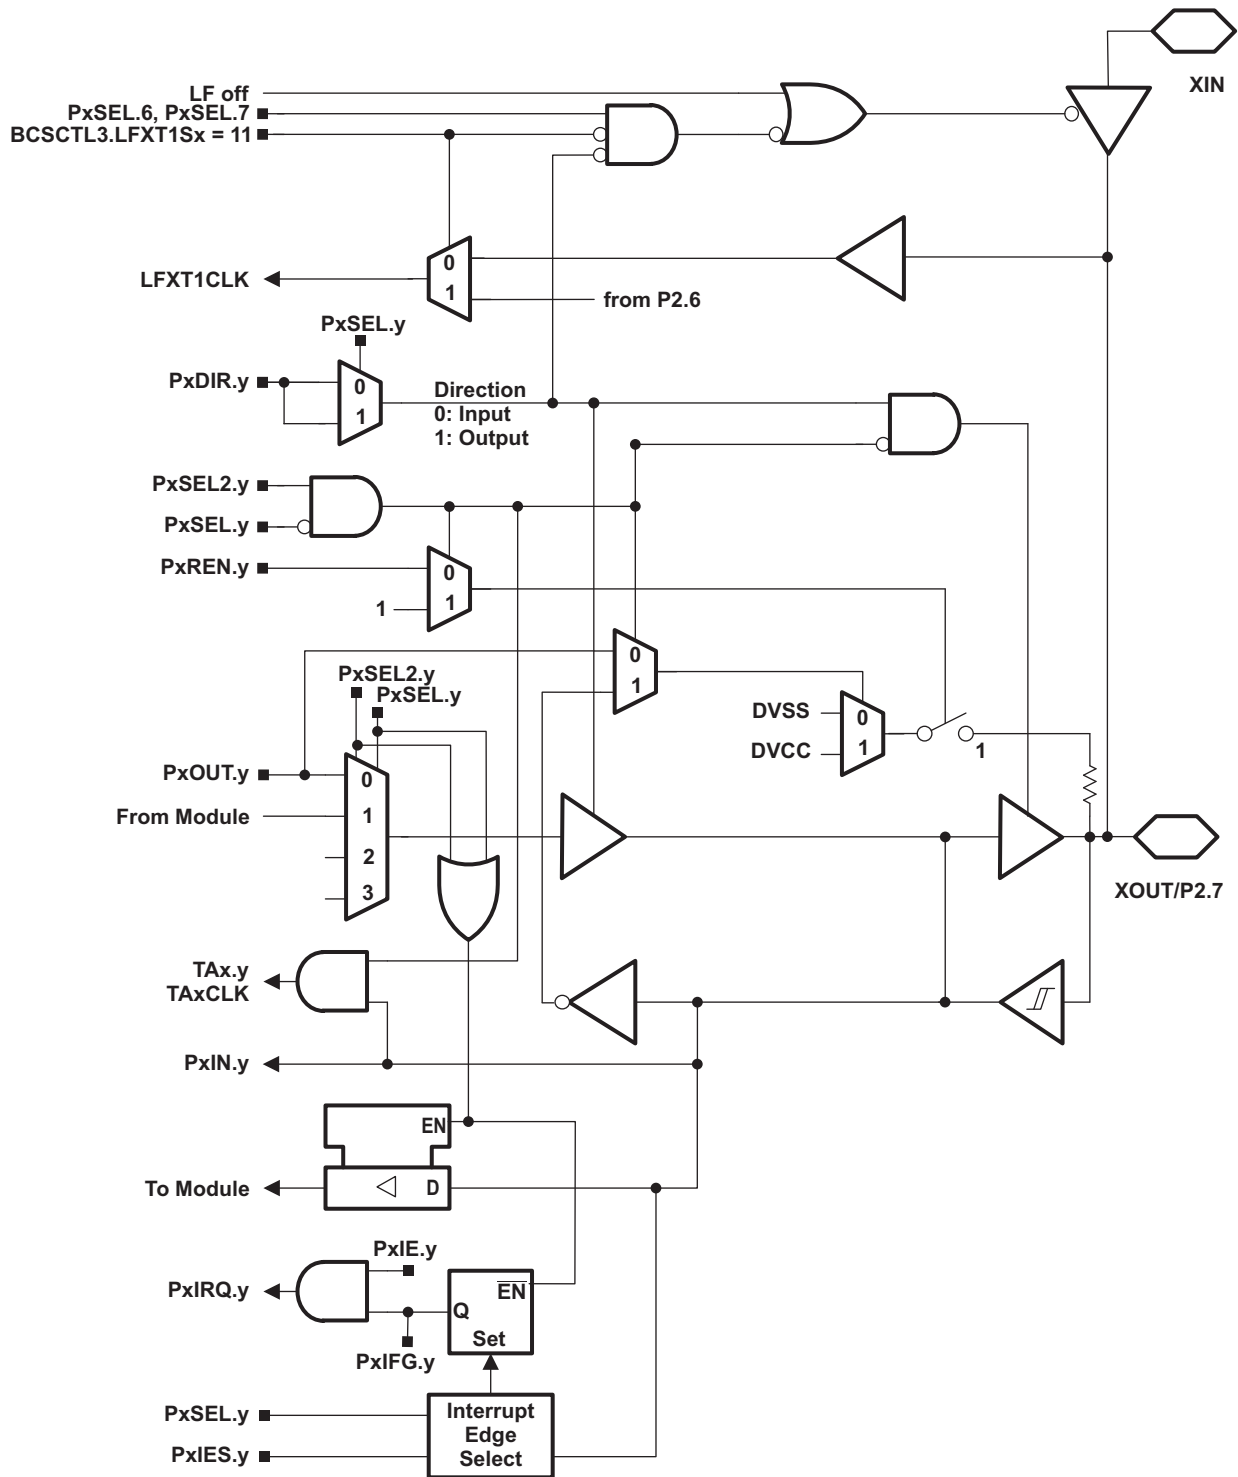 XIN
LF off
PxSEL.6, PxSEL.7
BCSCTL3.LFXT1Sx = 11
LFXT1CLK
0
1
from P2.6
PxSEL.y
PxDIR.y
0
1
Direction
0: Input
1: Output
PxSEL2.y
PxSEL.y
PxREN.y
0
1
1
0
1
PxSEL2.y
PxSEL.y
DVSS
DVCC
0
1
1
PxOUT.y
From Module
0
1
2
3
XOUT/P2.7
TAx.y
TAxCLK
PxIN.y
EN
To Module
D
PxIE.y
PxIRQ.y
EN
Q
Set
PxIFG.y
PxSEL.y
PxIES.y
Interrupt
Edge
Select